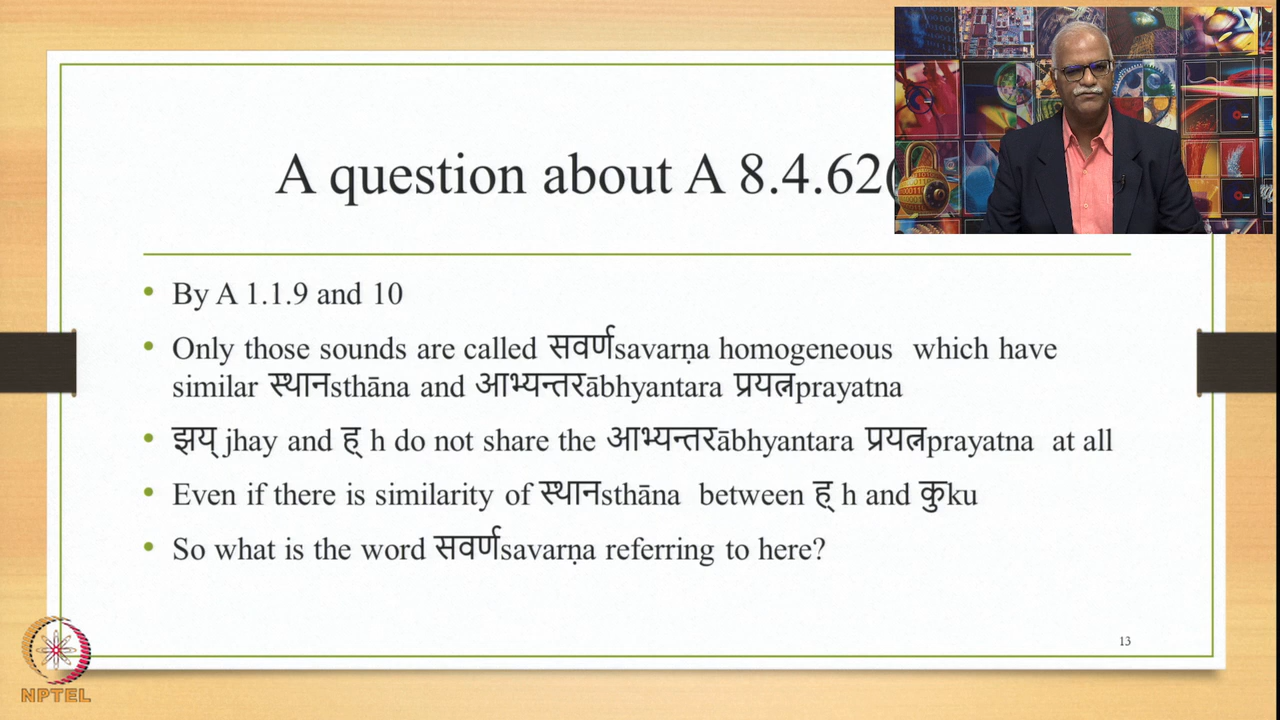 A question about A 8.4.62(
• By A 1.1.9 and 10
• Only those sounds are called सवर्णsavarṇa homogeneous which have
similar स्थानsthāna and आभ्यन्तरābhyantara प्रयत्नprayatna
• झय् jhay and ह् h do not share the आभ्यन्तरābhyantara प्रयत्नprayatna at all
• Even if there is similarity of स्थानsthāna between ह् h and कुku
• So what is the word सवर्णsavarṇa referring to here?
13
NPTEL